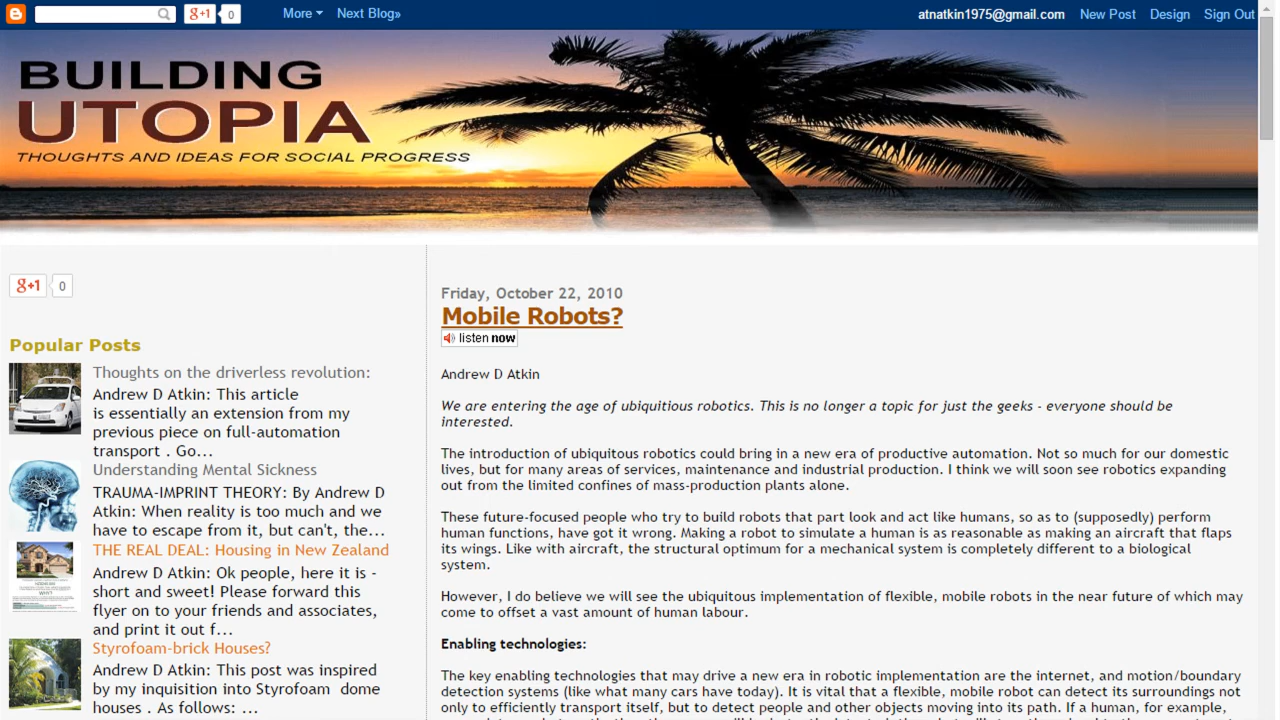 g+1 0 More Next Blog» atnatkin1975@gmail.com New Post Design Sign Out
BUILDING
UTOPIA
THOUGHTS AND IDEAS FOR SOCIAL PROGRESS
g+1 0
Popular Posts
Thoughts on the driverless revolution:
Andrew D Atkin: This article
is essentially an extension from my
previous piece on full-automation
transport . Go...
Understanding Mental Sickness
TRAUMA-IMPRINT THEORY: By Andrew D
Atkin: When reality is too much and we
have to escape from it, but can't, the...
THE REAL DEAL: Housing in New Zealand
Andrew D Atkin: Ok people, here it is -
short and sweet! Please forward this
flyer on to your friends and associates,
and print it out f...
Styrofoam-brick Houses?
Andrew D Atkin: This post was inspired
by my inquisition into Styrofoam dome
houses . As follows: ...
Friday, October 22, 2010
Mobile Robots?
listen now
Andrew D Atkin
We are entering the age of ubiquitious robotics. This is no longer a topic for just the geeks - everyone should be
interested.
The introduction of ubiquitous robotics could bring in a new era of productive automation. Not so much for our domestic
lives, but for many areas of services, maintenance and industrial production. I think we will soon see robotics expanding
out from the limited confines of mass-production plants alone.
These future-focused people who try to build robots that part look and act like humans, so as to (supposedly) perform
human functions, have got it wrong. Making a robot to simulate a human is as reasonable as making an aircraft that flaps
its wings. Like with aircraft, the structural optimum for a mechanical system is completely different to a biological
system.
However, I do believe we will see the ubiquitous implementation of flexible, mobile robots in the near future of which may
come to offset a vast amount of human labour.
Enabling technologies:
The key enabling technologies that may drive a new era in robotic implementation are the internet, and motion/boundary
detection systems (like what many cars have today). It is vital that a flexible, mobile robot can detect its surroundings not
only to efficiently transport itself, but to detect people and other objects moving into its path. If a human, for example,